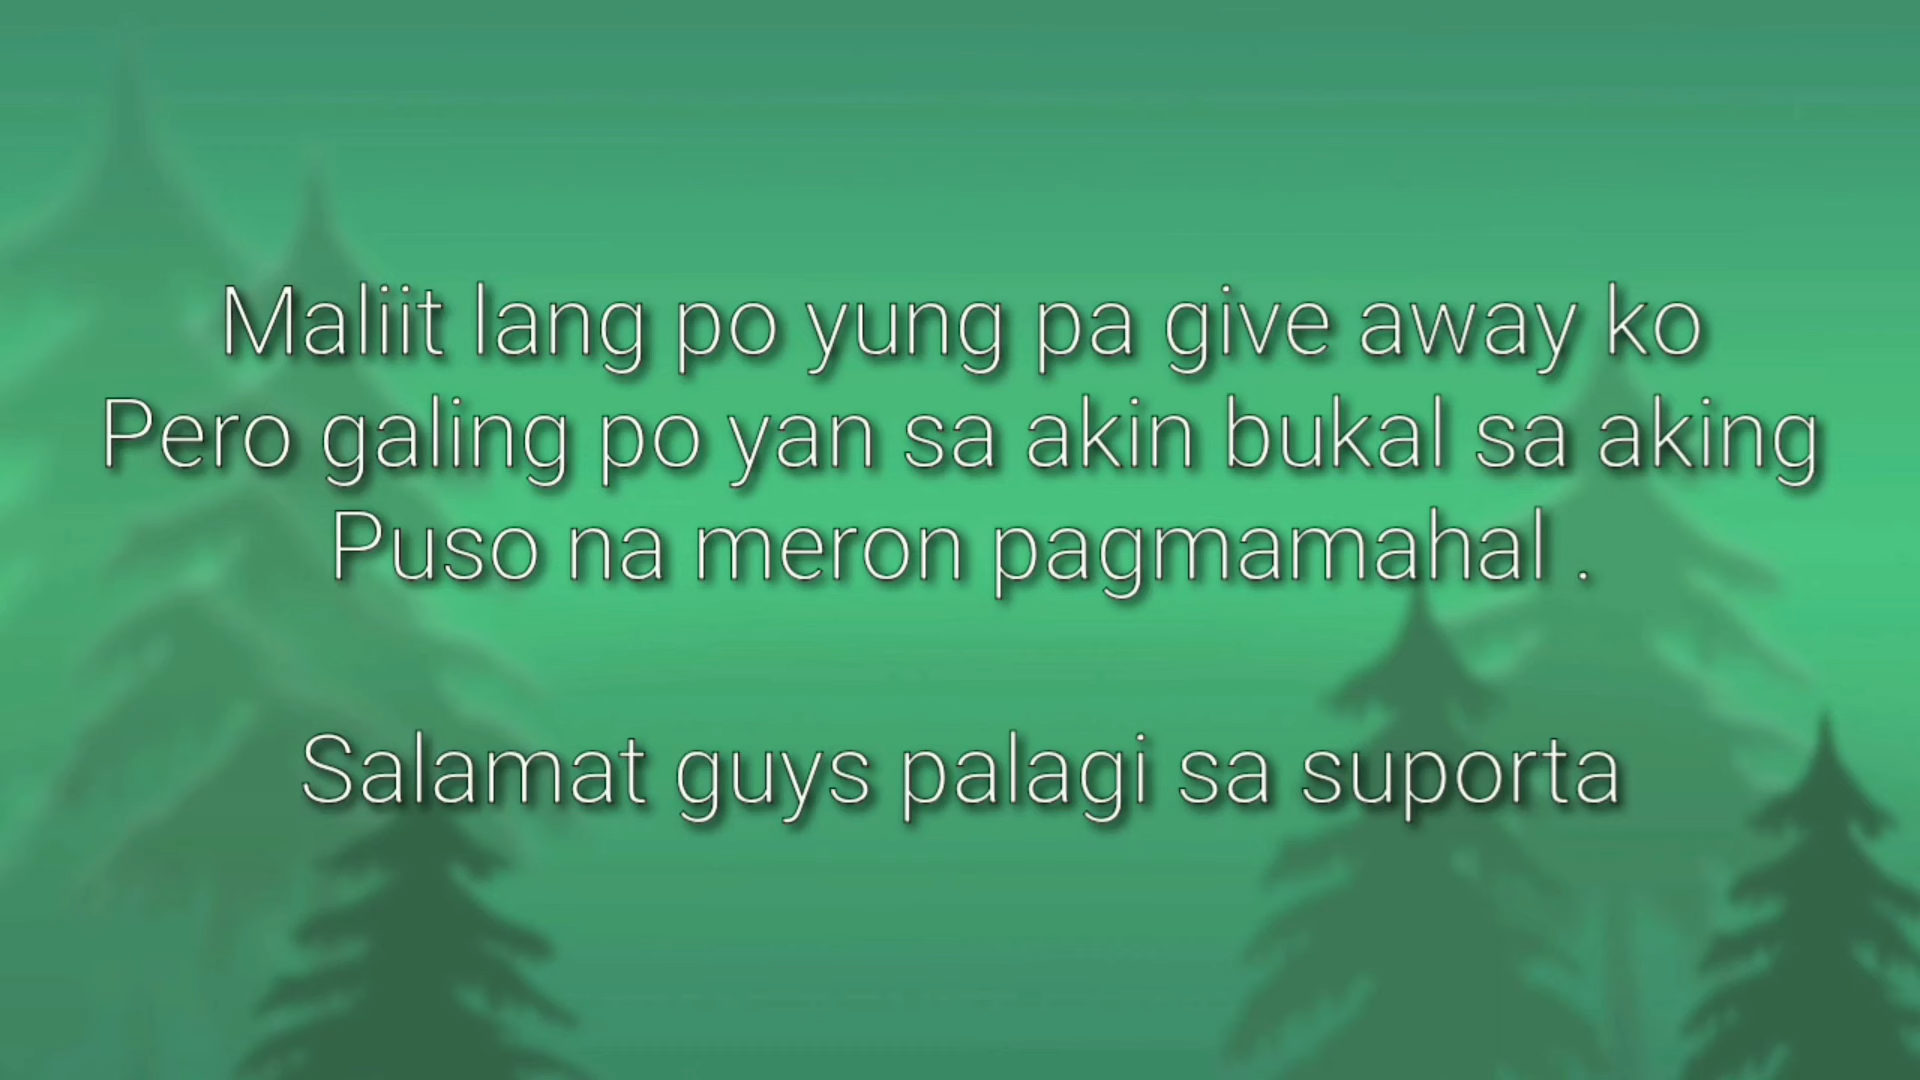 Maliit lang po yung pa give away ko
Pero galing po yan sa akin bukal sa aking
Puso na meron pagmamahal .
Salamat guys palagi sa suporta